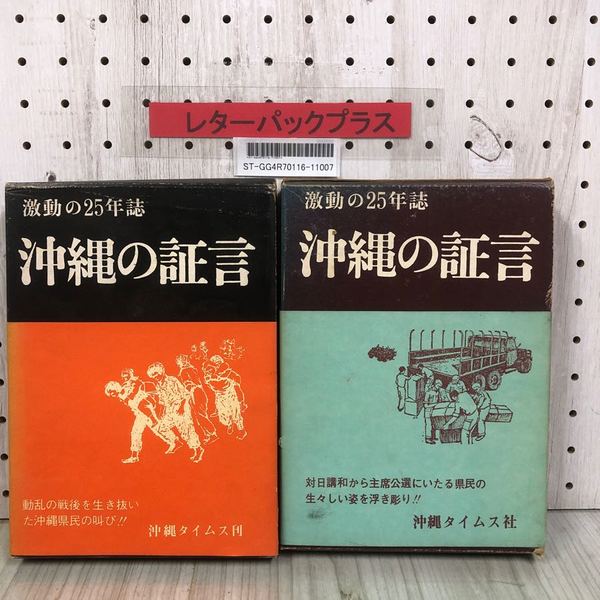 レターパックプラス
ST-GG4R70116-11007
激動の25年誌
沖縄の証言
動乱の戦後を生き抜い
た沖縄県民の叫び!!
沖縄タイムス刊
激動の25年誌
沖縄の証言
対日講和から主席公選にいたる県民の
生々しい姿を浮き彫り!!
沖縄タイムス社